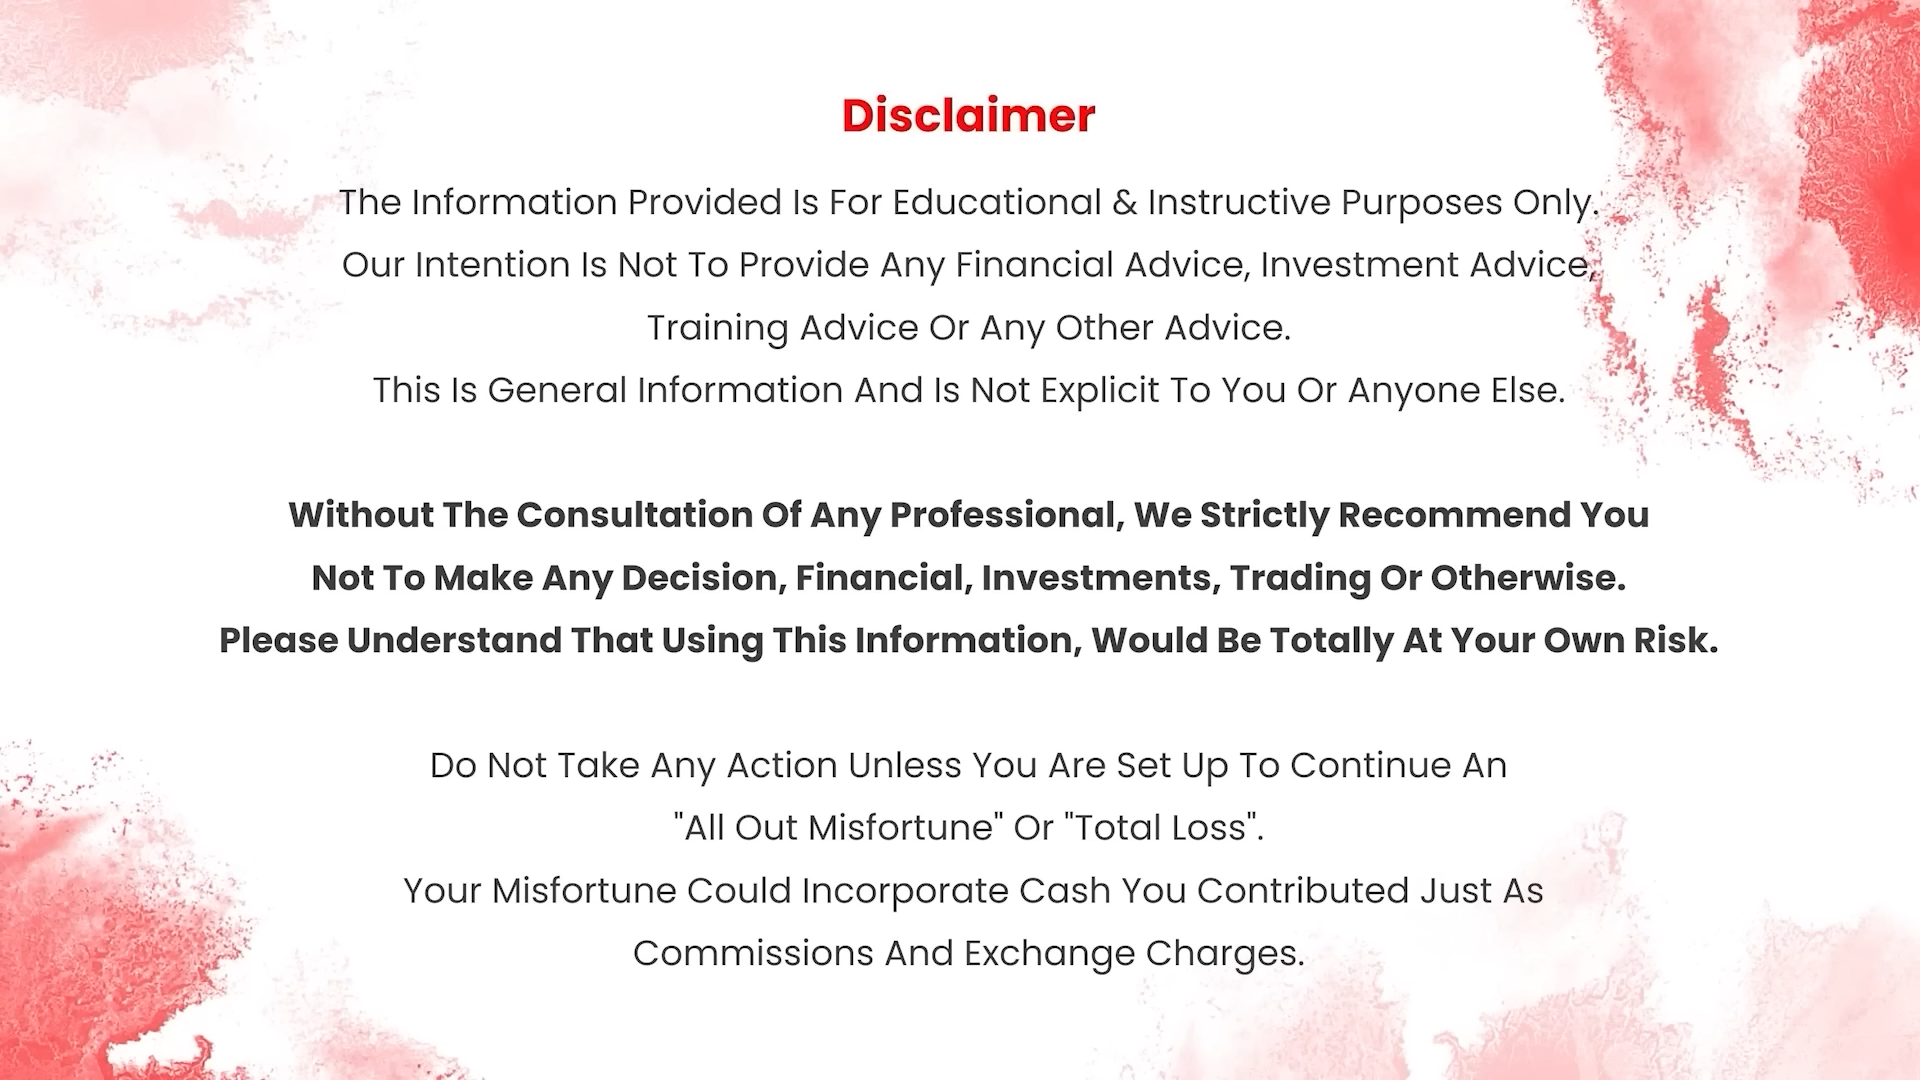 Disclaimer
The Information Provided Is For Educational & Instructive Purposes Only.
Our Intention Is Not To Provide Any Financial Advice, Investment Advice,
Training Advice Or Any Other Advice.
This Is General Information And Is Not Explicit To You Or Anyone Else.
Without The Consultation Of Any Professional, We Strictly Recommend You
Not To Make Any Decision, Financial, Investments, Trading Or Otherwise.
Please Understand That Using This Information, Would Be Totally At Your Own Risk.
Do Not Take Any Action Unless You Are Set Up To Continue An
"All Out Misfortune" Or "Total Loss".
Your Misfortune Could Incorporate Cash You Contributed Just As
Commissions And Exchange Charges.